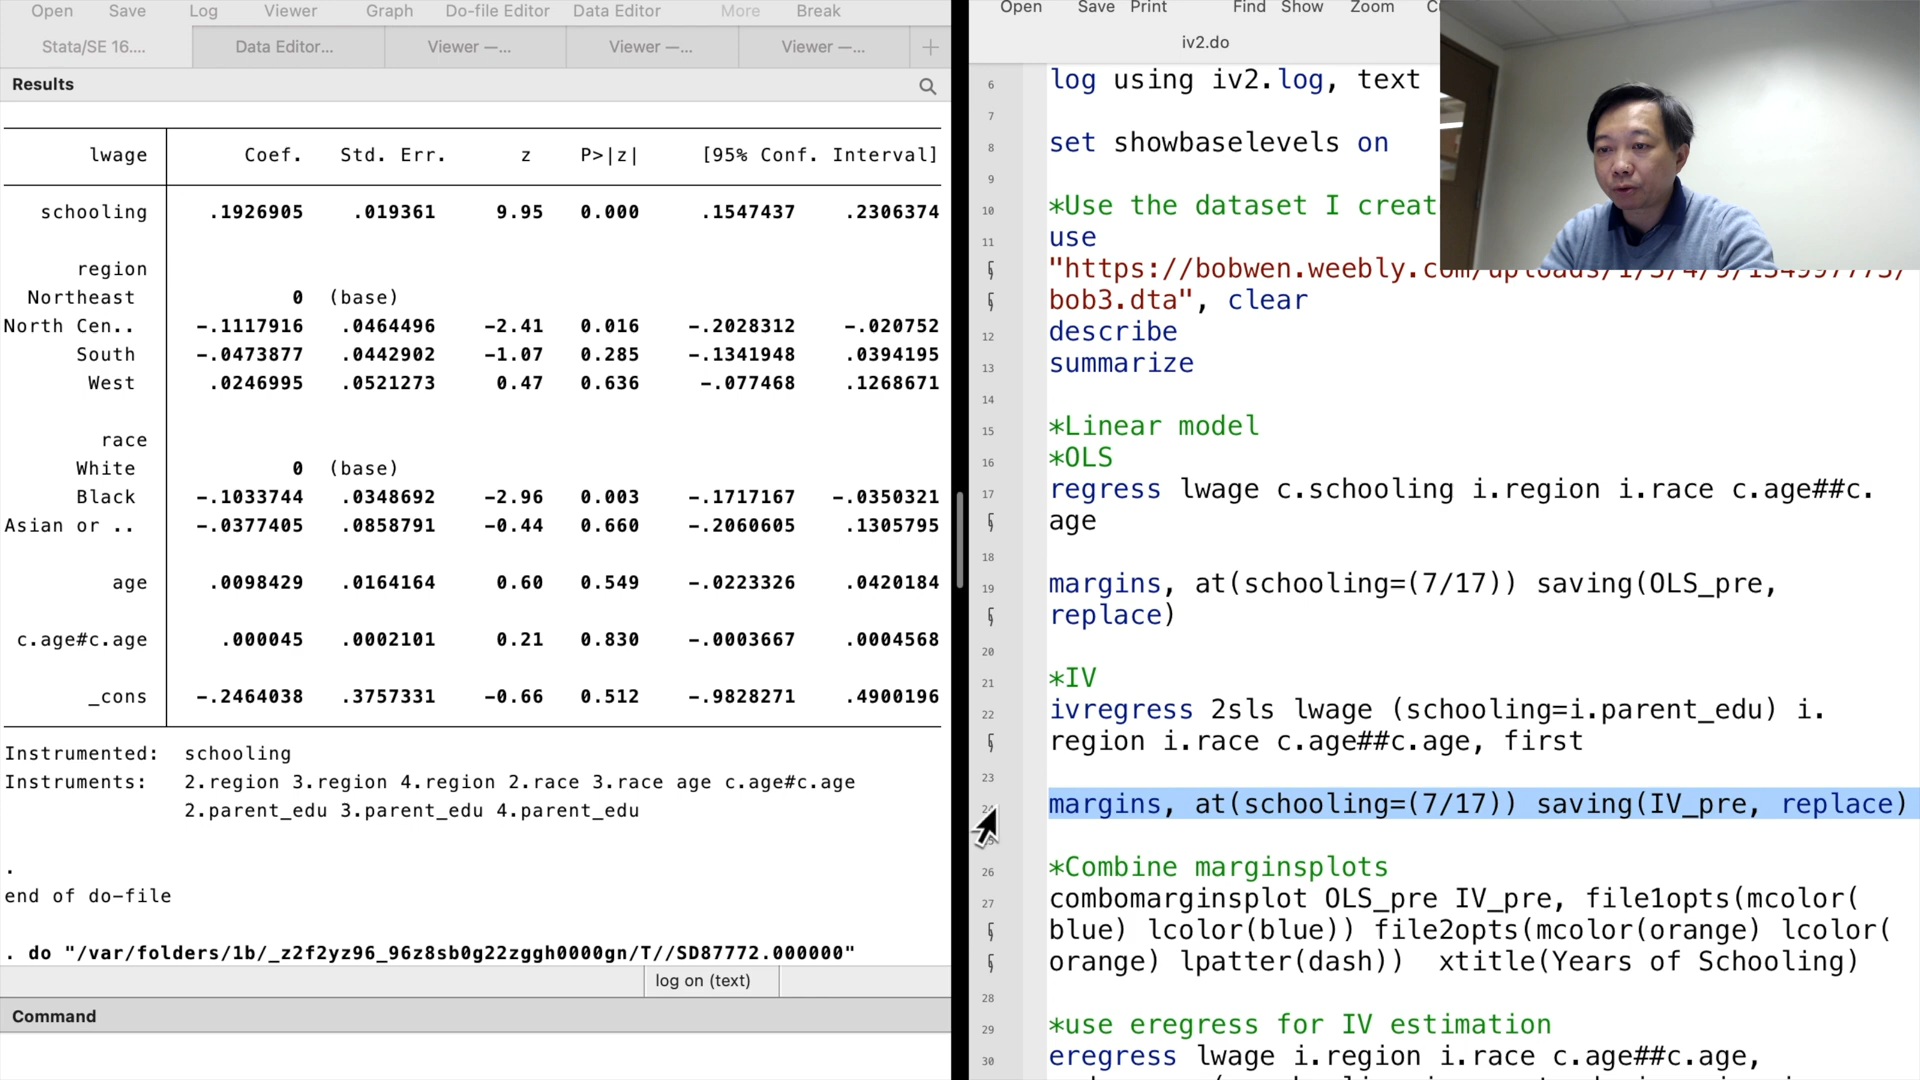 Open Save Log Viewer Graph Do-file Editor Data Editor More Break
Stata/SE 16.... Data Editor... Viewer —... Viewer —... Viewer —...
Results
lwage Coef. Std. Err. z P>|z| [95% Conf. Interval]
schooling .1926905 .019361 9.95 0.000 .1547437 .2306374
region
Northeast 0 (base)
North Cen.. -.1117916 .0464496 -2.41 0.016 -.2028312 -.020752
South -.0473877 .0442902 -1.07 0.285 -.1341948 .0394195
West .0246995 .0521273 0.47 0.636 -.077468 .1268671
race
White 0 (base)
Black -.1033744 .0348692 -2.96 0.003 -.1717167 -.0350321
Asian or .. -.0377405 .0858791 -0.44 0.660 -.2060605 .1305795
age .0098429 .0164164 0.60 0.549 -.0223326 .0420184
c.age#c.age .000045 .0002101 0.21 0.830 -.0003667 .0004568
_cons -.2464038 .3757331 -0.66 0.512 -.9828271 .4900196
Instrumented: schooling
Instruments: 2.region 3.region 4.region 2.race 3.race age c.age#c.age
2.parent_edu 3.parent_edu 4.parent_edu
.
end of do-file
. do "/var/folders/1b/_z2f2yz96_96z8sb0g22zggh0000gn/T//SD87772.000000"
log on (text)
Command
Open Save Print Find Show Zoom
iv2.do
6 log using iv2.log, text
7
8 set showbaselevels on
9
10 *Use the dataset I creat
11 use
"https://bobwen.weebly.com/uploads/1/3/4/9/134997773/
bob3.dta", clear
12 describe
13 summarize
14
15 *Linear model
16 *OLS
17 regress lwage c.schooling i.region i.race c.age##c.
age
18
19 margins, at(schooling=(7/17)) saving(OLS_pre,
replace)
20
21 *IV
22 ivregress 2sls lwage (schooling=i.parent_edu) i.
region i.race c.age##c.age, first
23
24 margins, at(schooling=(7/17)) saving(IV_pre, replace)
26 *Combine marginsplots
27 combomarginsplot OLS_pre IV_pre, file1opts(mcolor(
blue) lcolor(blue)) file2opts(mcolor(orange) lcolor(
orange) lpatter(dash)) xtitle(Years of Schooling)
28
29 *use eregress for IV estimation
30 eregress lwage i.region i.race c.age##c.age,